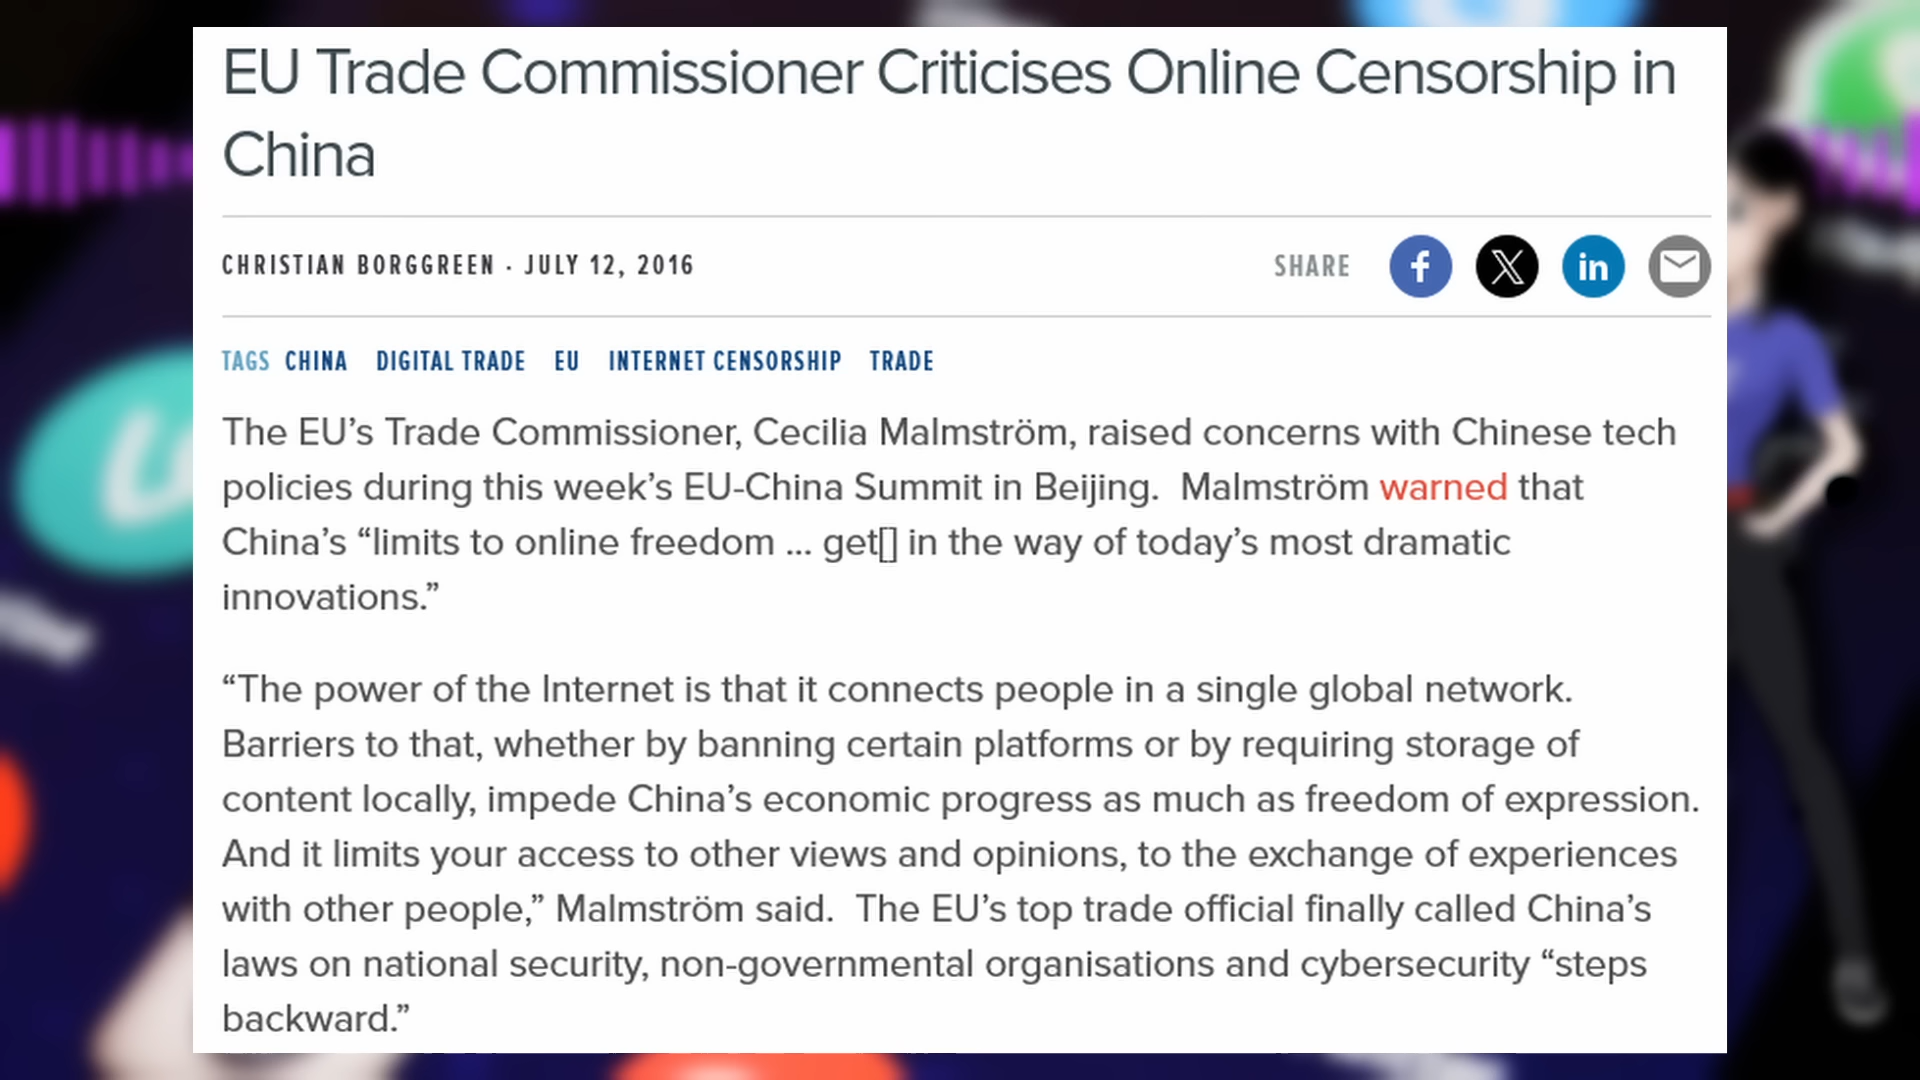 EU Trade Commissioner Criticises Online Censorship in
China
CHRISTIAN BORGGREEN · JULY 12, 2016
SHARE
TAGS CHINA DIGITAL TRADE EU INTERNET CENSORSHIP TRADE
The EU’s Trade Commissioner, Cecilia Malmström, raised concerns with Chinese tech
policies during this week’s EU-China Summit in Beijing. Malmström warned that
China’s “limits to online freedom ... get[] in the way of today’s most dramatic
innovations.”
“The power of the Internet is that it connects people in a single global network.
Barriers to that, whether by banning certain platforms or by requiring storage of
content locally, impede China’s economic progress as much as freedom of expression.
And it limits your access to other views and opinions, to the exchange of experiences
with other people,” Malmström said. The EU’s top trade official finally called China’s
laws on national security, non-governmental organisations and cybersecurity “steps
backward.”